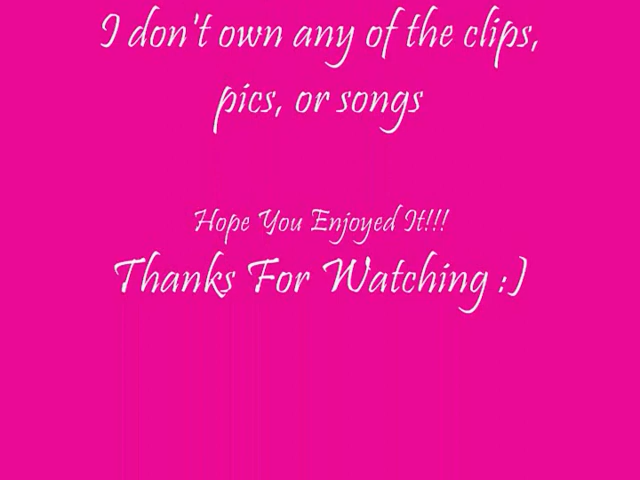 I don't own any of the clips,
pics, or songs
Hope You Enjoyed It!!!
Thanks For Watching :)